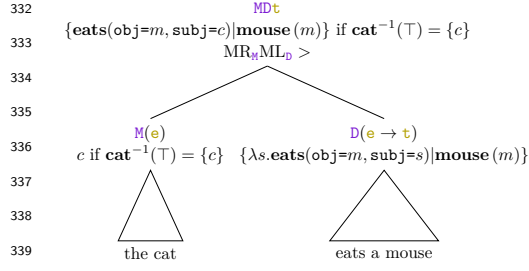 332 MDt
{eats(obj=m, subj=c)|mouse (m)} if cat⁻¹(⊤) = {c}
333 MR_M ML_D >
334
335
M(e) D(e → t)
336 c if cat⁻¹(⊤) = {c} {λs.eats(obj=m, subj=s)|mouse (m)}
337
338
339 the cat eats a mouse